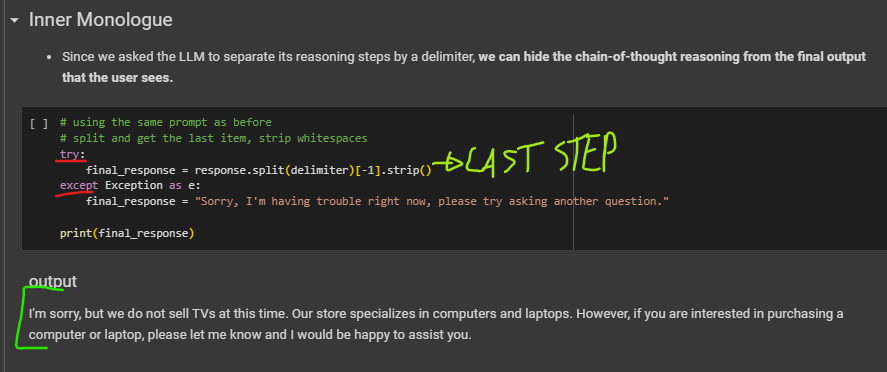 Inner Monologue
Since we asked the LLM to separate its reasoning steps by a delimiter, we can hide the chain-of-thought reasoning from the final output
that the user sees.
[ ] # using the same prompt as before
# split and get the last item, strip whitespaces
try:
    final_response = response.split(delimiter)[-1].strip() → LAST STEP
except Exception as e:
    final_response = "Sorry, I'm having trouble right now, please try asking another question."
print(final_response)
output
I'm sorry, but we do not sell TVs at this time. Our store specializes in computers and laptops. However, if you are interested in purchasing a
computer or laptop, please let me know and I would be happy to assist you.